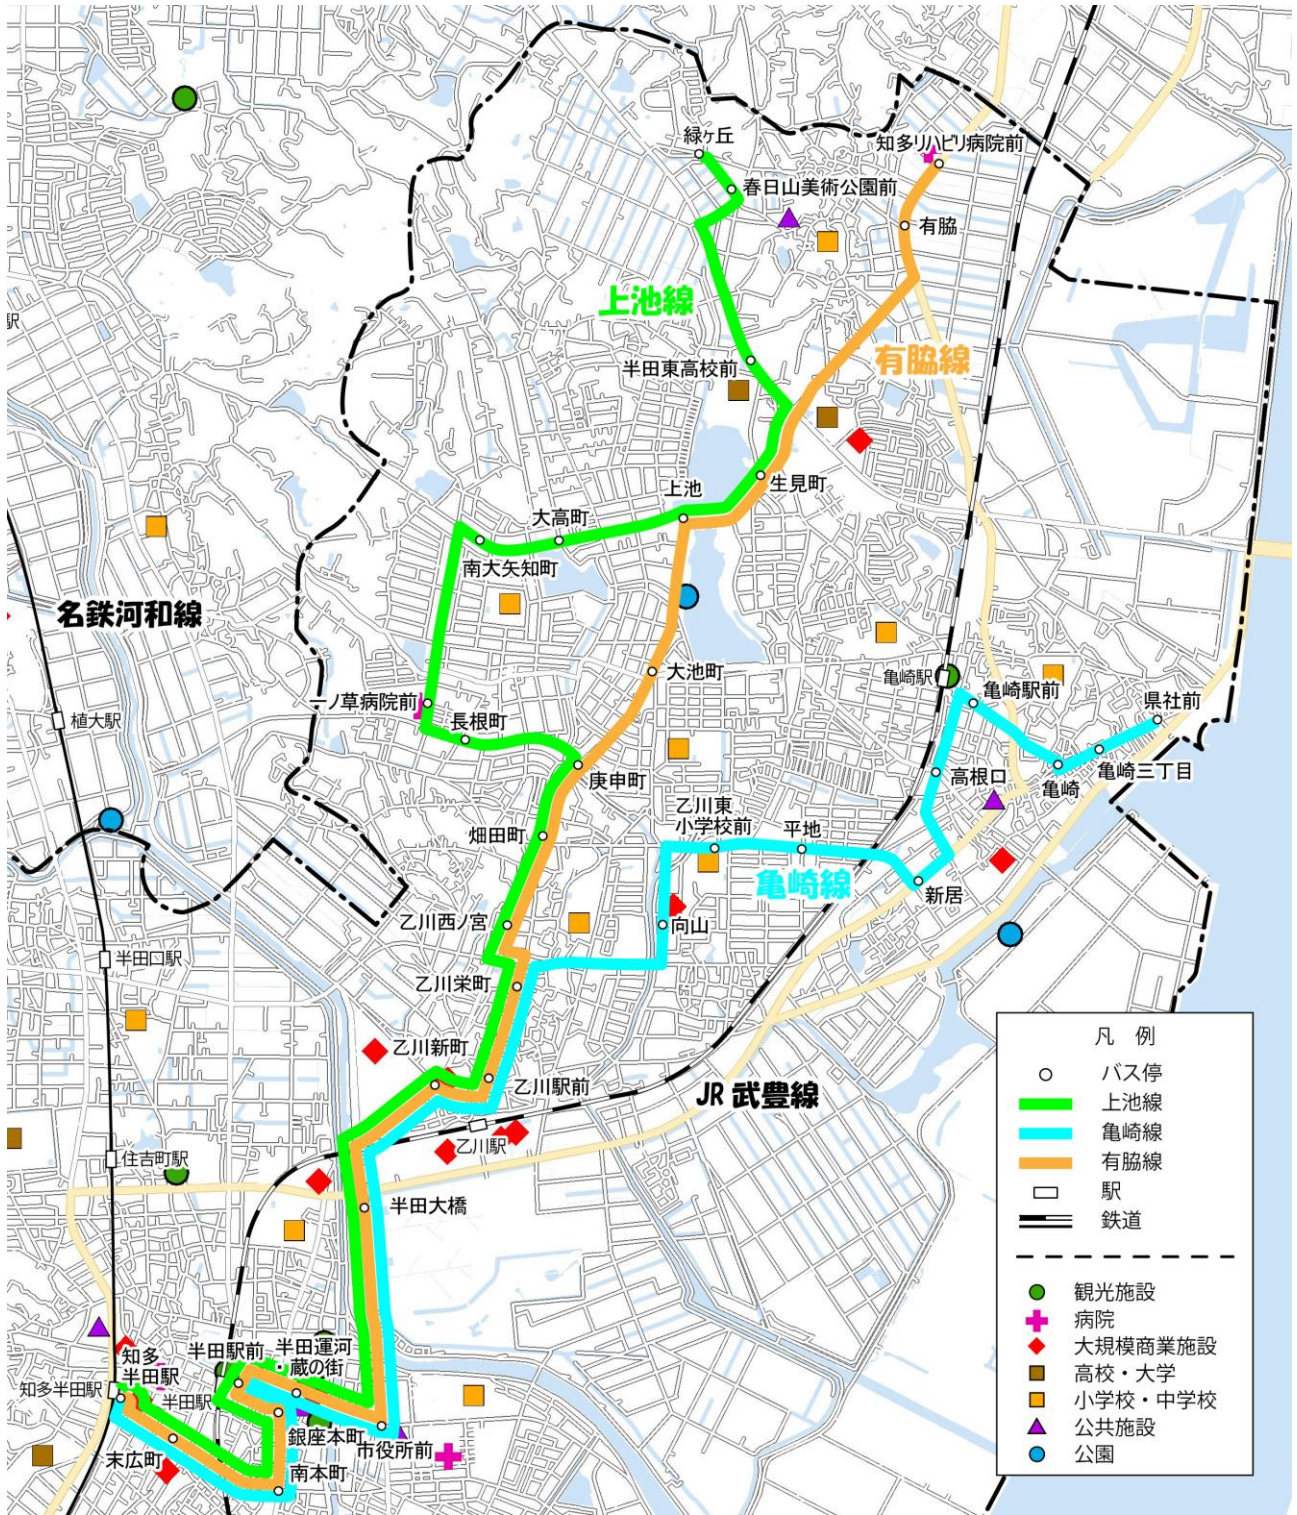 緑ヶ丘
知多リハビリ病院前
春日山美術公園前
有脇
上池線
駅
半田東高校前
有脇線
上池
生見町
大高町
南大矢知町
名鉄河和線
大池町
亀崎駅
亀崎駅前
県社前
一ノ草病院前
植大駅
長根町
亀崎三丁目
庚申町
高根口
亀崎
乙川東
小学校前
平地
畑田町
亀崎線
新居
乙川西ノ宮
向山
半田口駅
乙川栄町
乙川新町
乙川駅前
JR 武豊線
乙川駅
住吉町駅
半田大橋
半田駅前
半田運河
・蔵の街
知多
半田駅
知多半田駅
半田駅
銀座本町
市役所前
末広町
南本町
凡 例
バス停
上池線
亀崎線
有脇線
駅
鉄道
観光施設
病院
大規模商業施設
高校・大学
小学校・中学校
公共施設
公園